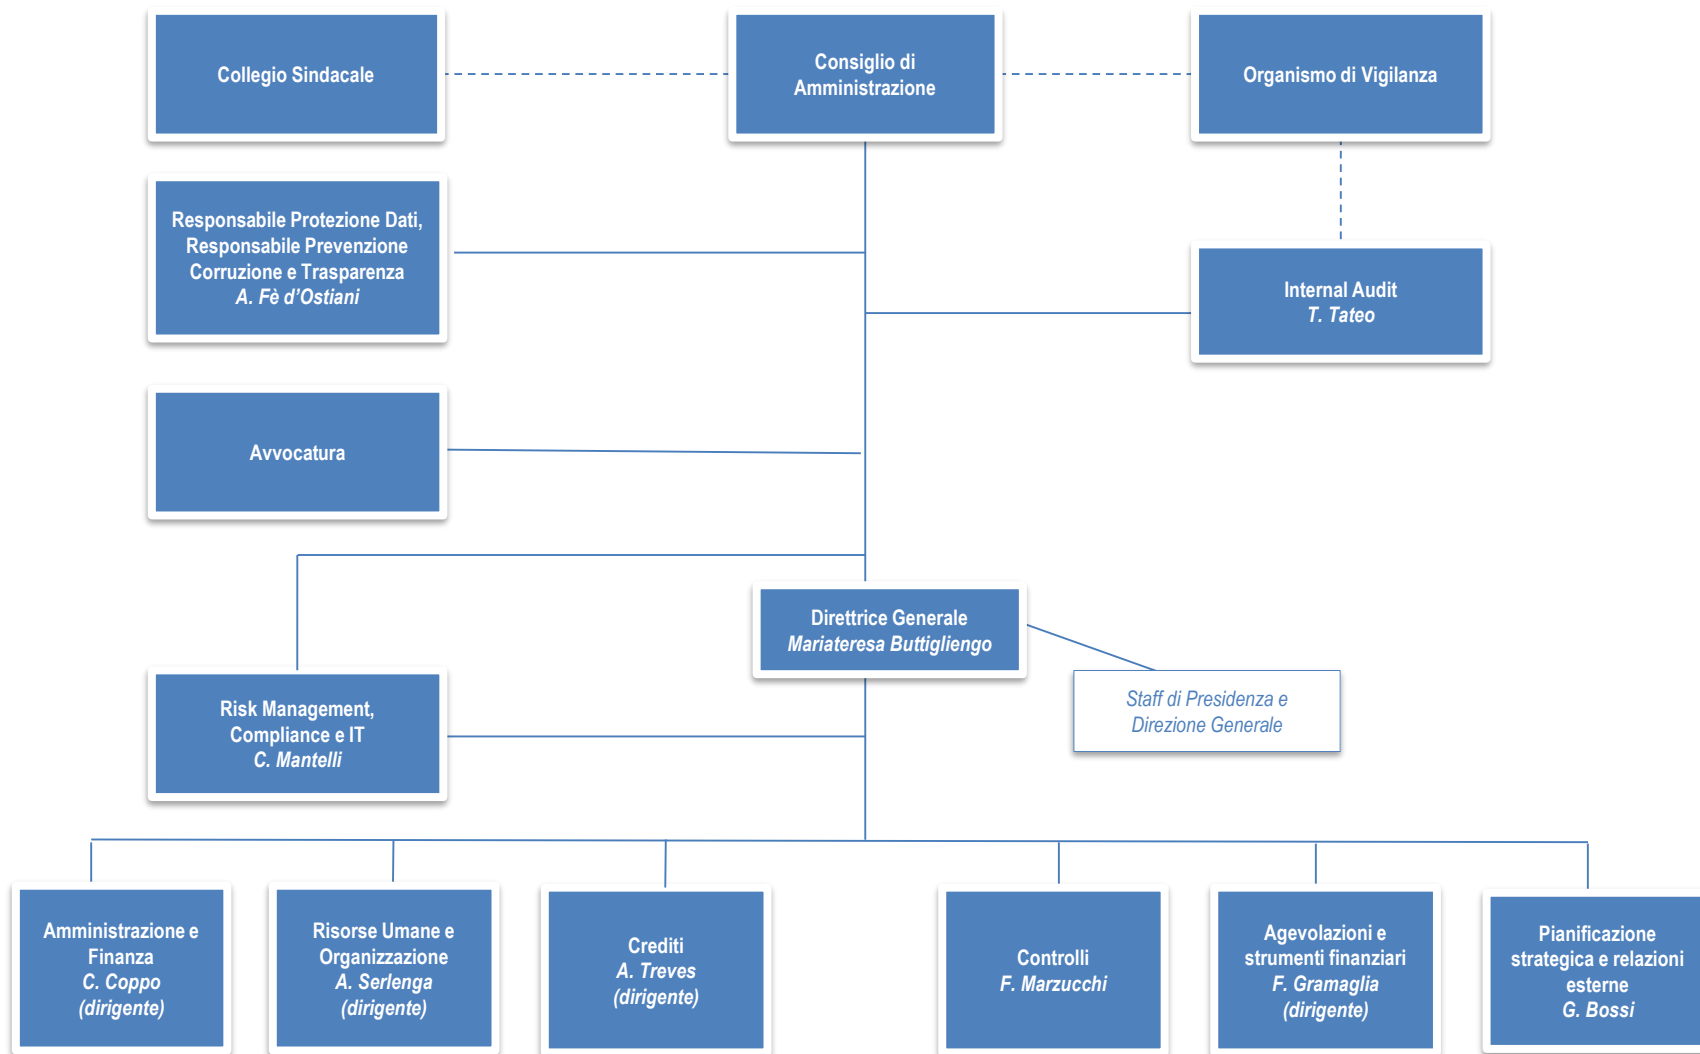 Collegio Sindacale
Consiglio di
Amministrazione
Organismo di Vigilanza
Responsabile Protezione Dati,
Responsabile Prevenzione
Corruzione e Trasparenza
A. Fè d’Ostiani
Internal Audit
T. Tateo
Avvocatura
Direttrice Generale
Mariateresa Buttigliengo
Staff di Presidenza e
Direzione Generale
Risk Management,
Compliance e IT
C. Mantelli
Amministrazione e
Finanza
C. Coppo
(dirigente)
Risorse Umane e
Organizzazione
A. Serlenga
(dirigente)
Crediti
A. Treves
(dirigente)
Controlli
F. Marzucchi
Agevolazioni e
strumenti finanziari
F. Gramaglia
(dirigente)
Pianificazione
strategica e relazioni
esterne
G. Bossi